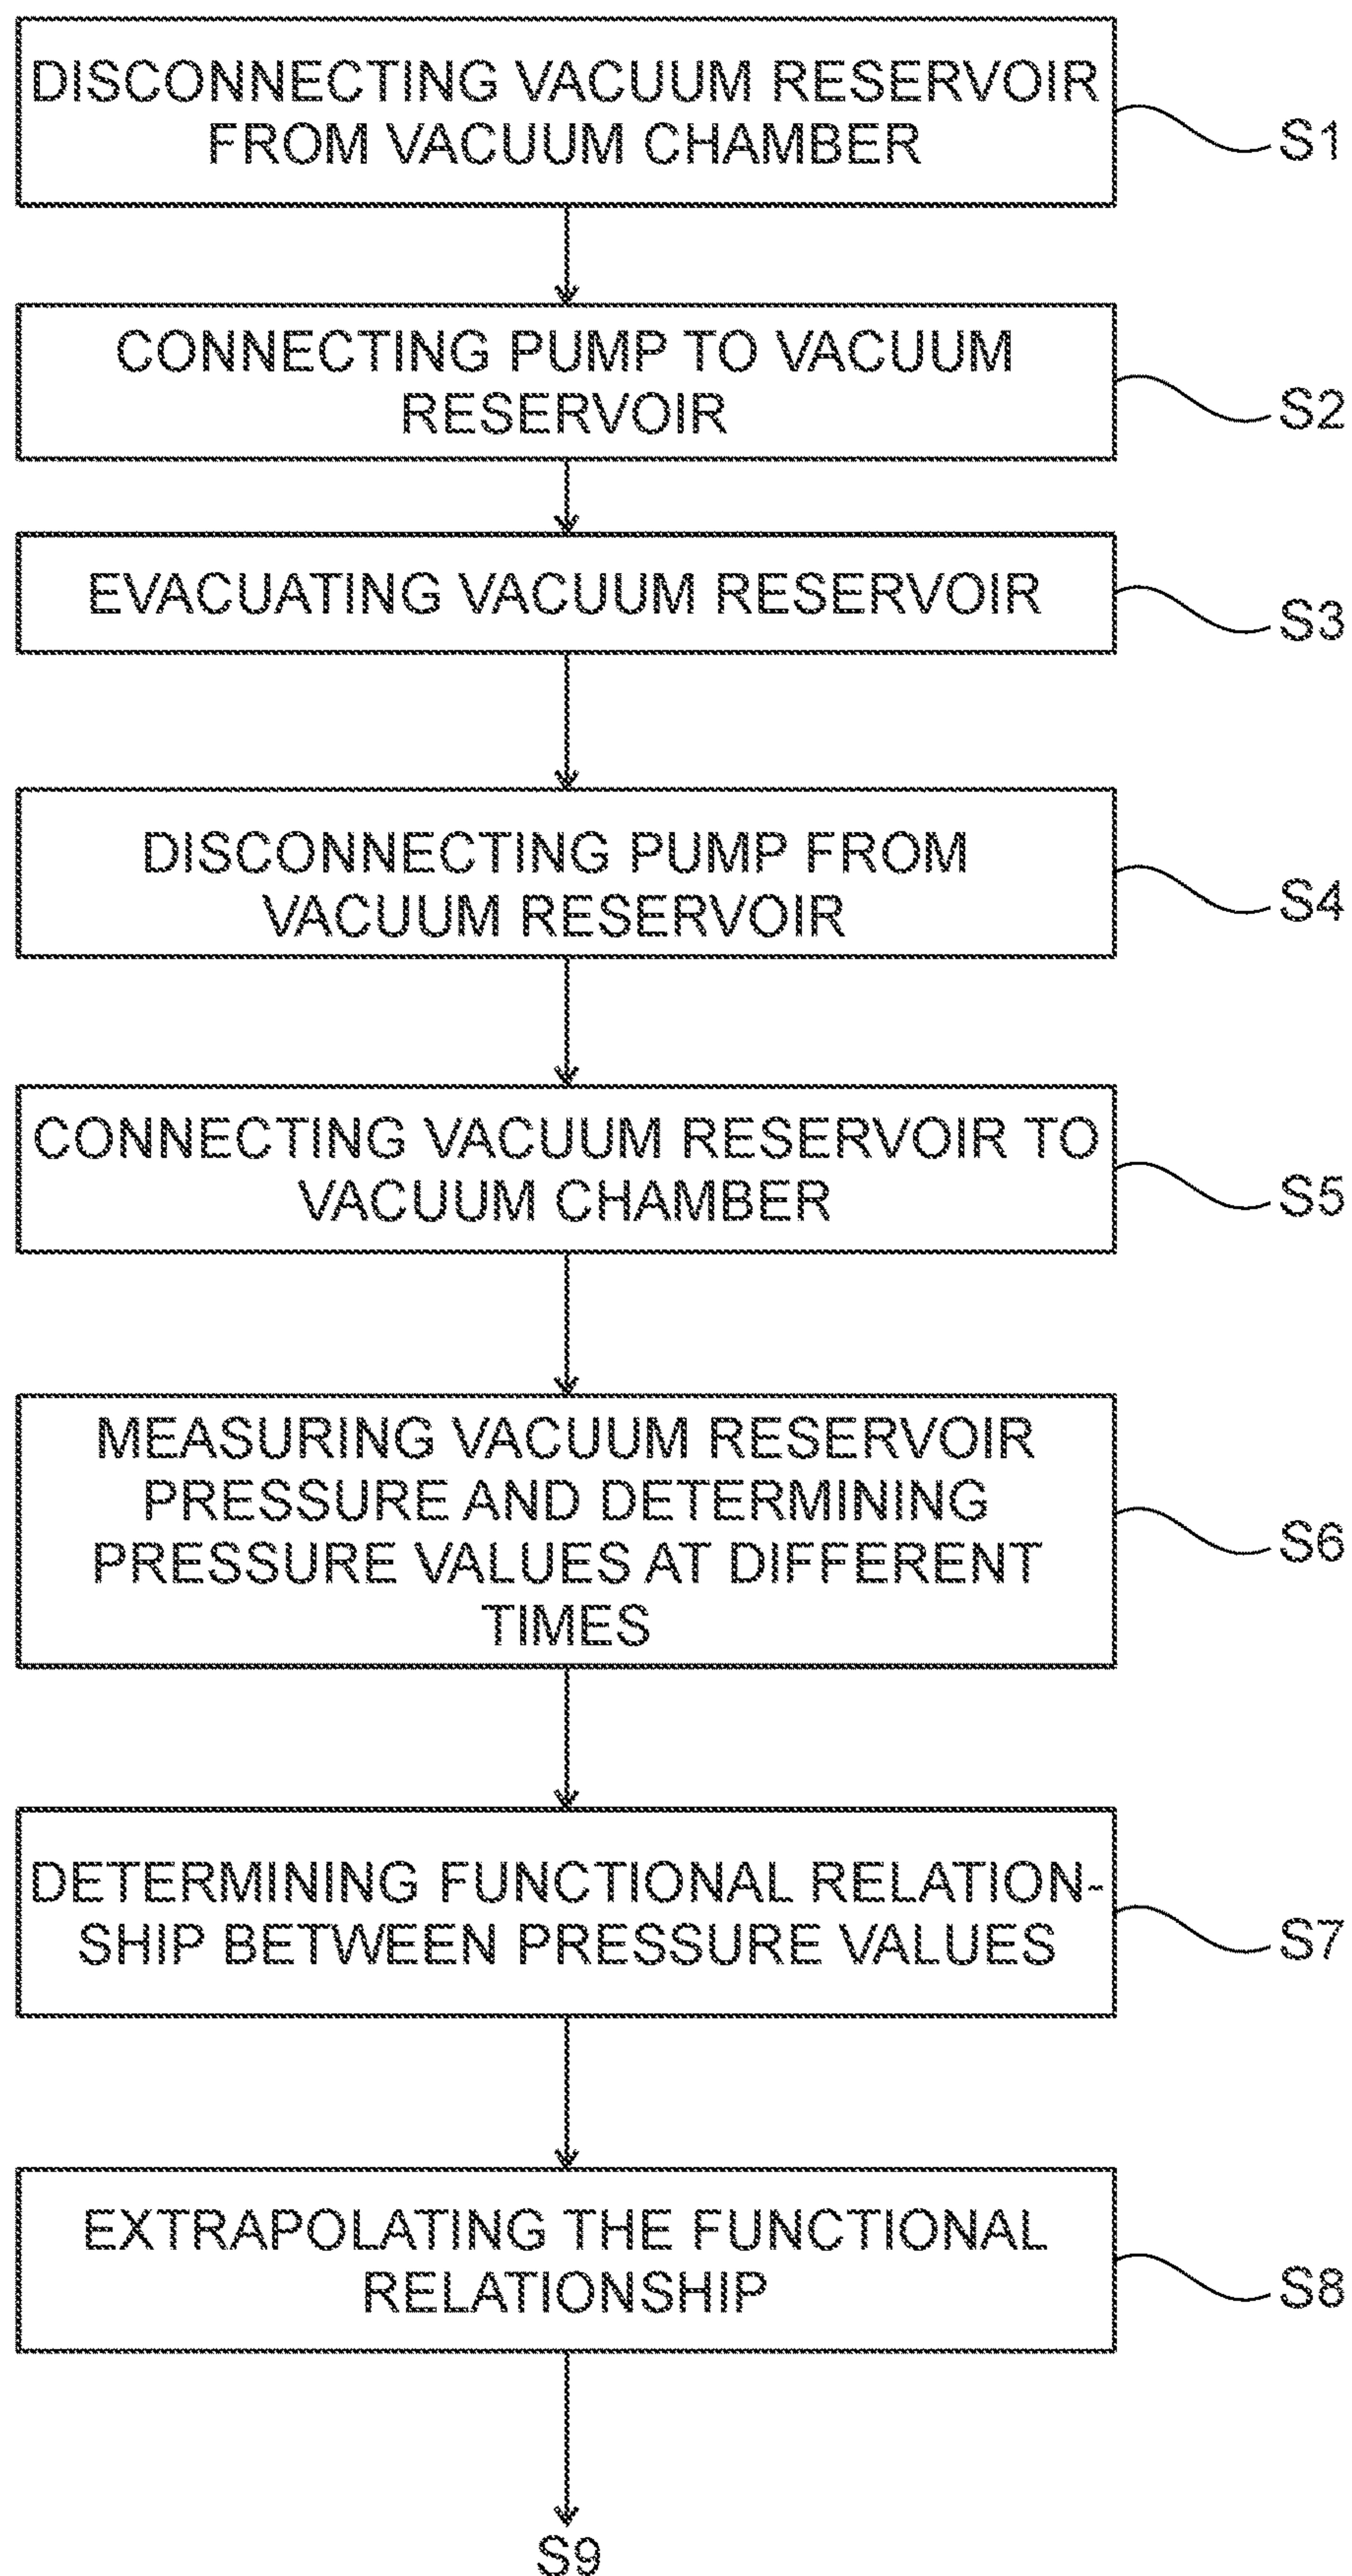 DISCONNECTING VACUUM RESERVOIR
FROM VACUUM CHAMBER
S1
CONNECTING PUMP TO VACUUM
RESERVOIR
S2
EVACUATING VACUUM RESERVOIR
S3
DISCONNECTING PUMP FROM
VACUUM RESERVOIR
S4
CONNECTING VACUUM RESERVOIR TO
VACUUM CHAMBER
S5
MEASURING VACUUM RESERVOIR
PRESSURE AND DETERMINING
PRESSURE VALUES AT DIFFERENT
TIMES
S6
DETERMINING FUNCTIONAL RELATION-
SHIP BETWEEN PRESSURE VALUES
S7
EXTRAPOLATING THE FUNCTIONAL
RELATIONSHIP
S8
S9